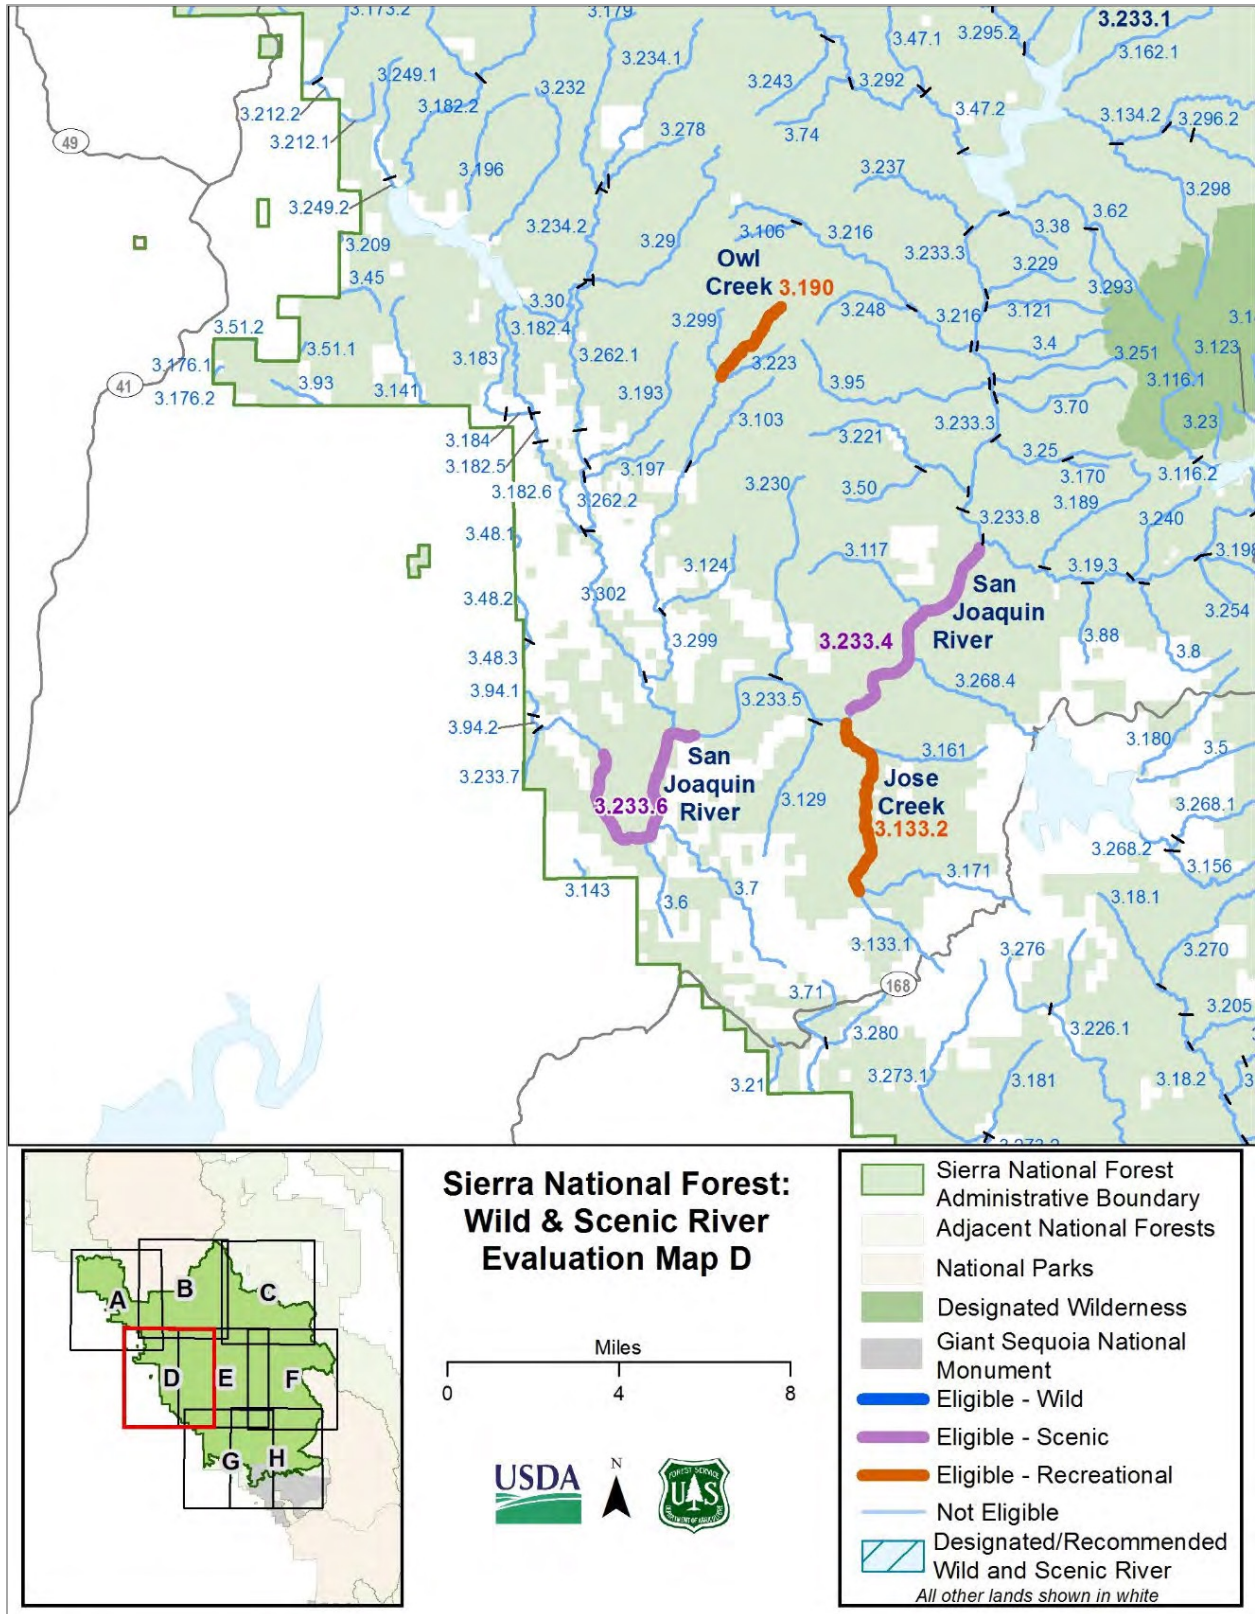 3.173.2
3.179
3.47.1
3.295.2
3.233.1
3.162.1
3.249.1
3.234.1
3.232
3.243
3.292
3.212.2
3.182.2
3.47.2
3.134.2
3.296.2
49
3.212.1
3.278
3.74
3.196
3.237
3.298
3.249.2
3.234.2
3.106
3.216
3.62
3.38
3.209
3.29
3.233.3
3.229
3.45
Owl
Creek
3.190
3.293
3.30
3.248
3.216
3.121
3.51.2
3.182.4
3.299
3.4
3.51.1
3.183
3.262.1
3.223
3.251
3.123
3.176.1
3.93
3.141
3.193
3.95
3.116.1
41
3.176.2
3.103
3.70
3.23
3.184
3.221
3.233.3
3.25
3.182.5
3.197
3.170
3.116.2
3.182.6
3.262.2
3.230
3.50
3.189
3.233.8
3.240
3.48.1
3.117
3.124
3.19.3
3.198
3.48.2
3.302
San
Joaquin
River
3.254
3.299
3.233.4
3.88
3.8
3.48.3
3.268.4
3.94.1
3.233.5
3.94.2
3.180
3.5
3.161
San
Joaquin
River
3.233.7
3.233.6
Jose
Creek
3.133.2
3.129
3.268.1
3.268.2
3.156
3.143
3.7
3.171
3.6
3.18.1
3.133.1
3.276
3.270
168
3.71
3.205
3.280
3.226.1
3.21
3.273.1
3.181
3.18.2
3.273.2
A
B
C
D
E
F
G
H
Sierra National Forest:
Wild & Scenic River
Evaluation Map D
Miles
0 4 8
USDA
N
FOREST SERVICE
U S
DEPARTMENT OF AGRICULTURE
Sierra National Forest
Administrative Boundary
Adjacent National Forests
National Parks
Designated Wilderness
Giant Sequoia National
Monument
Eligible - Wild
Eligible - Scenic
Eligible - Recreational
Not Eligible
Designated/Recommended
Wild and Scenic River
All other lands shown in white